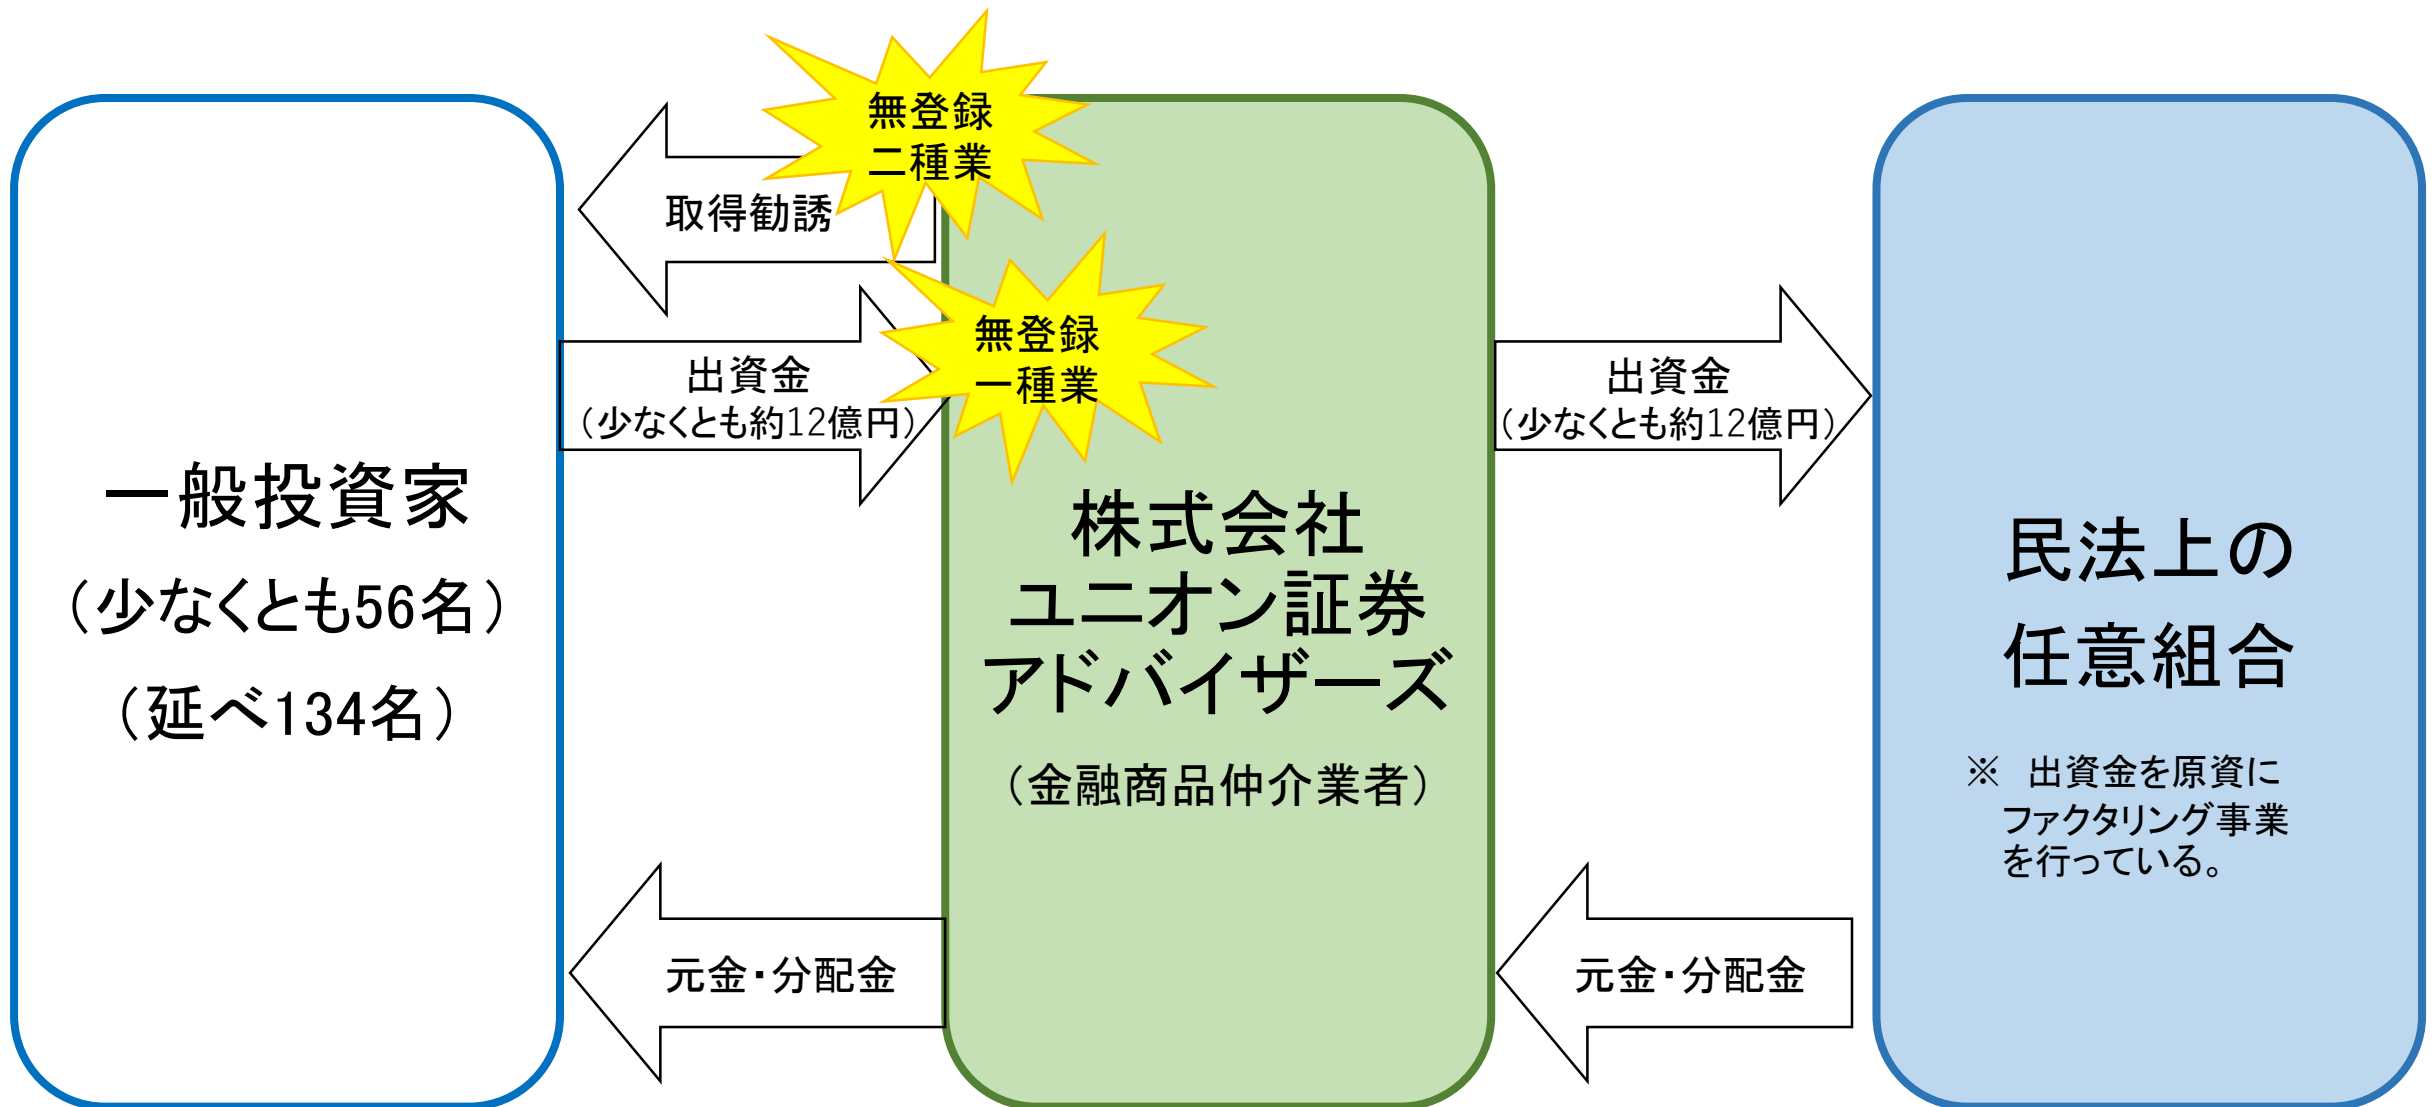 無登録
二種業
取得勧誘
無登録
一種業
出資金
（少なくとも約12億円）
出資金
（少なくとも約12億円）
一般投資家
（少なくとも56名）
（延べ134名）
株式会社
ユニオン証券
アドバイザーズ
（金融商品仲介業者）
民法上の
任意組合
※　出資金を原資に
ファクタリング事業
を行っている。
元金・分配金
元金・分配金